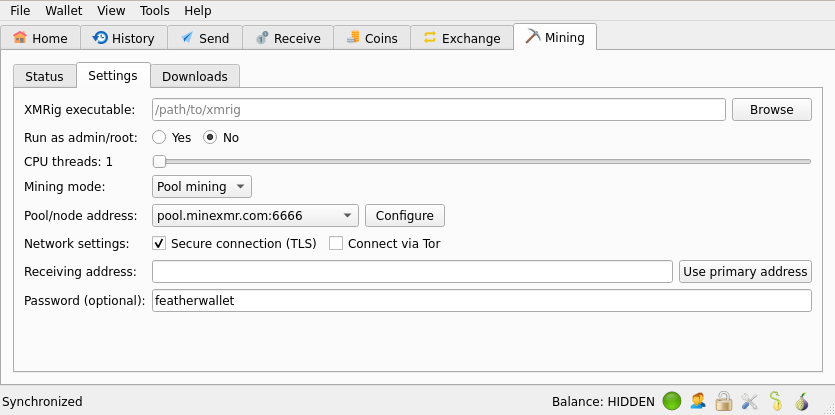 File Wallet View Tools Help
Home History Send Receive Coins Exchange Mining
Status Settings Downloads
XMRig executable: /path/to/xmrig Browse
Run as admin/root: Yes No
CPU threads: 1
Mining mode: Pool mining
Pool/node address: pool.minexmr.com:6666 Configure
Network settings: Secure connection (TLS) Connect via Tor
Receiving address: Use primary address
Password (optional): featherwallet
Synchronized Balance: HIDDEN